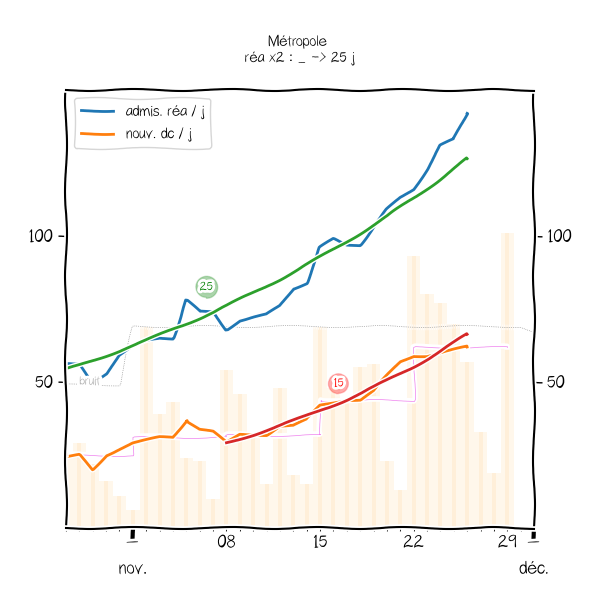 Métropole
réa x2 : _ -> 25 j
admis. réa / j
nouv. dc / j
100
100
25
bruit
15
50
50
08
15
22
29
nov.
déc.